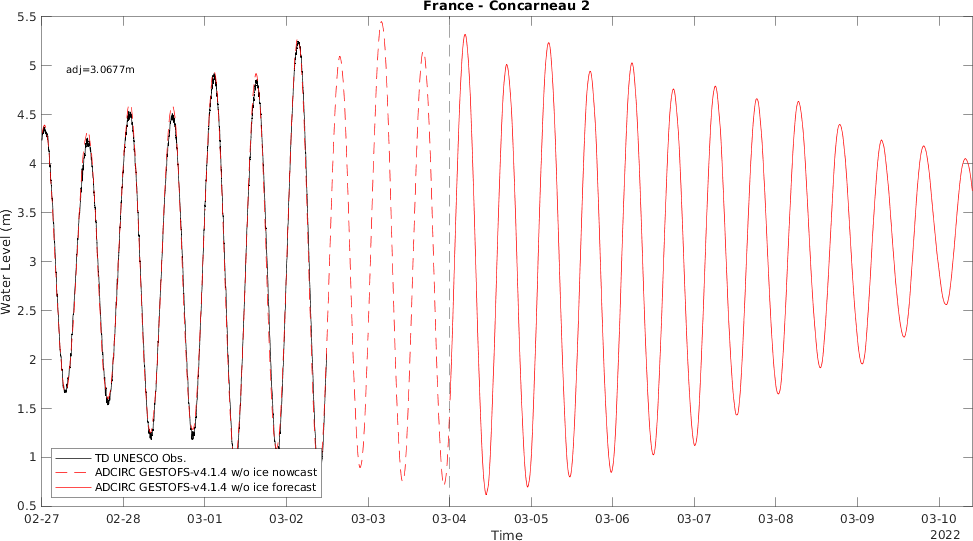 France - Concarneau 2
adj=3.0677m
Water Level (m)
5.5
5
4.5
4
3.5
3
2.5
2
1.5
1
0.5
TD UNESCO Obs.
ADCIRC GESTOFS-v4.1.4 w/o ice nowcast
ADCIRC GESTOFS-v4.1.4 w/o ice forecast
02-27 02-28 03-01 03-02 03-03 03-04 03-05 03-06 03-07 03-08 03-09 03-10
Time
2022